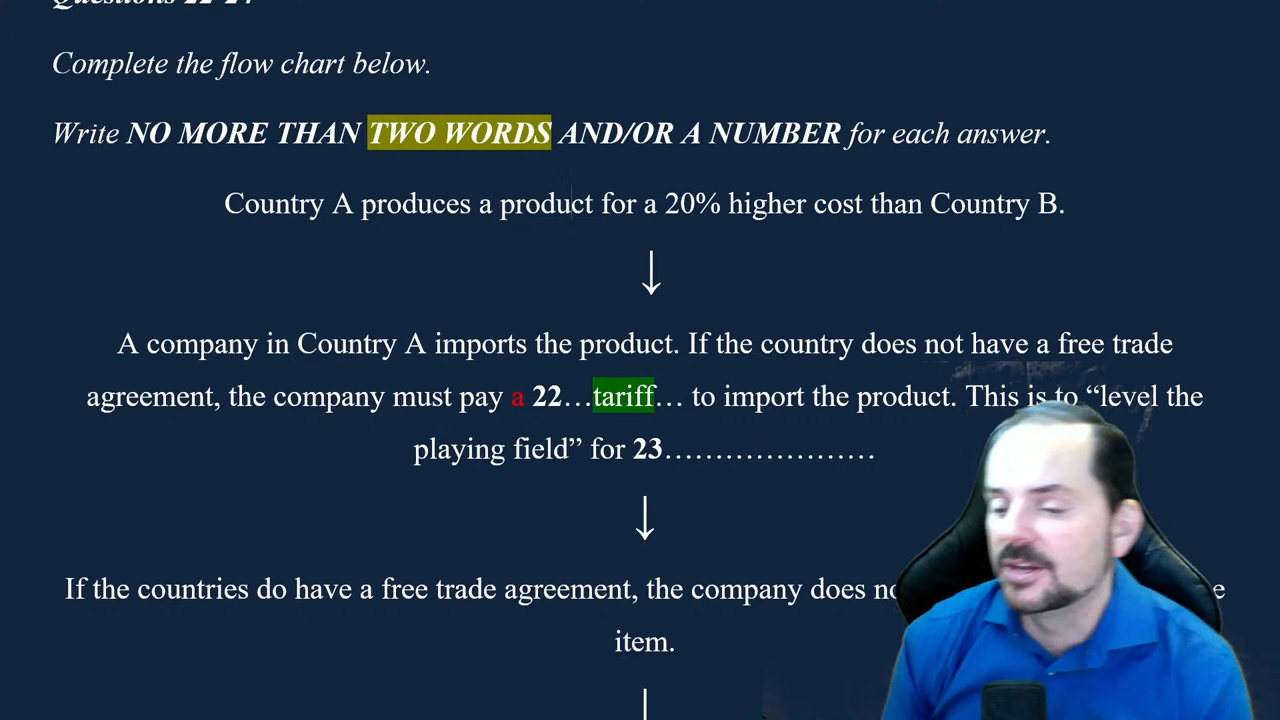 Questions 22-24
Complete the flow chart below.
Write NO MORE THAN TWO WORDS AND/OR A NUMBER for each answer.
Country A produces a product for a 20% higher cost than Country B.
↓
A company in Country A imports the product. If the country does not have a free trade
agreement, the company must pay a 22…tariff… to import the product. This is to “level the
playing field” for 23…………………
↓
If the countries do have a free trade agreement, the company does
item.